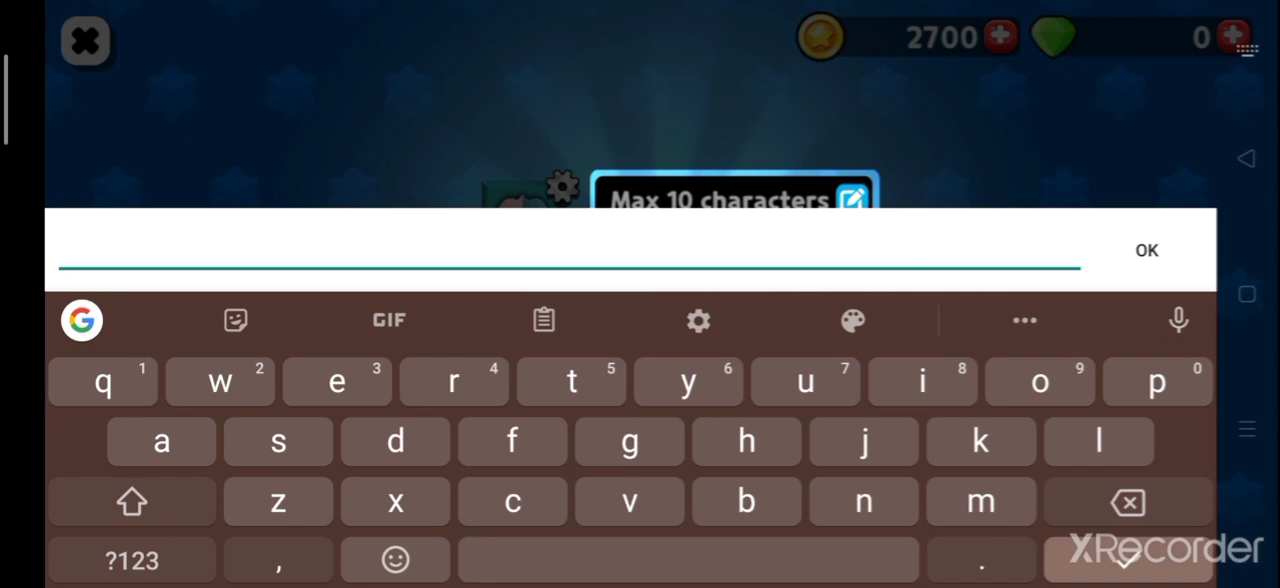 2700 0
Max 10 characters
OK
GIF
q 1 w 2 e 3 r 4 t 5 y 6 u 7 i 8 o 9 p 0
a s d f g h j k l
z x c v b n m
?123 , .
XRecorder